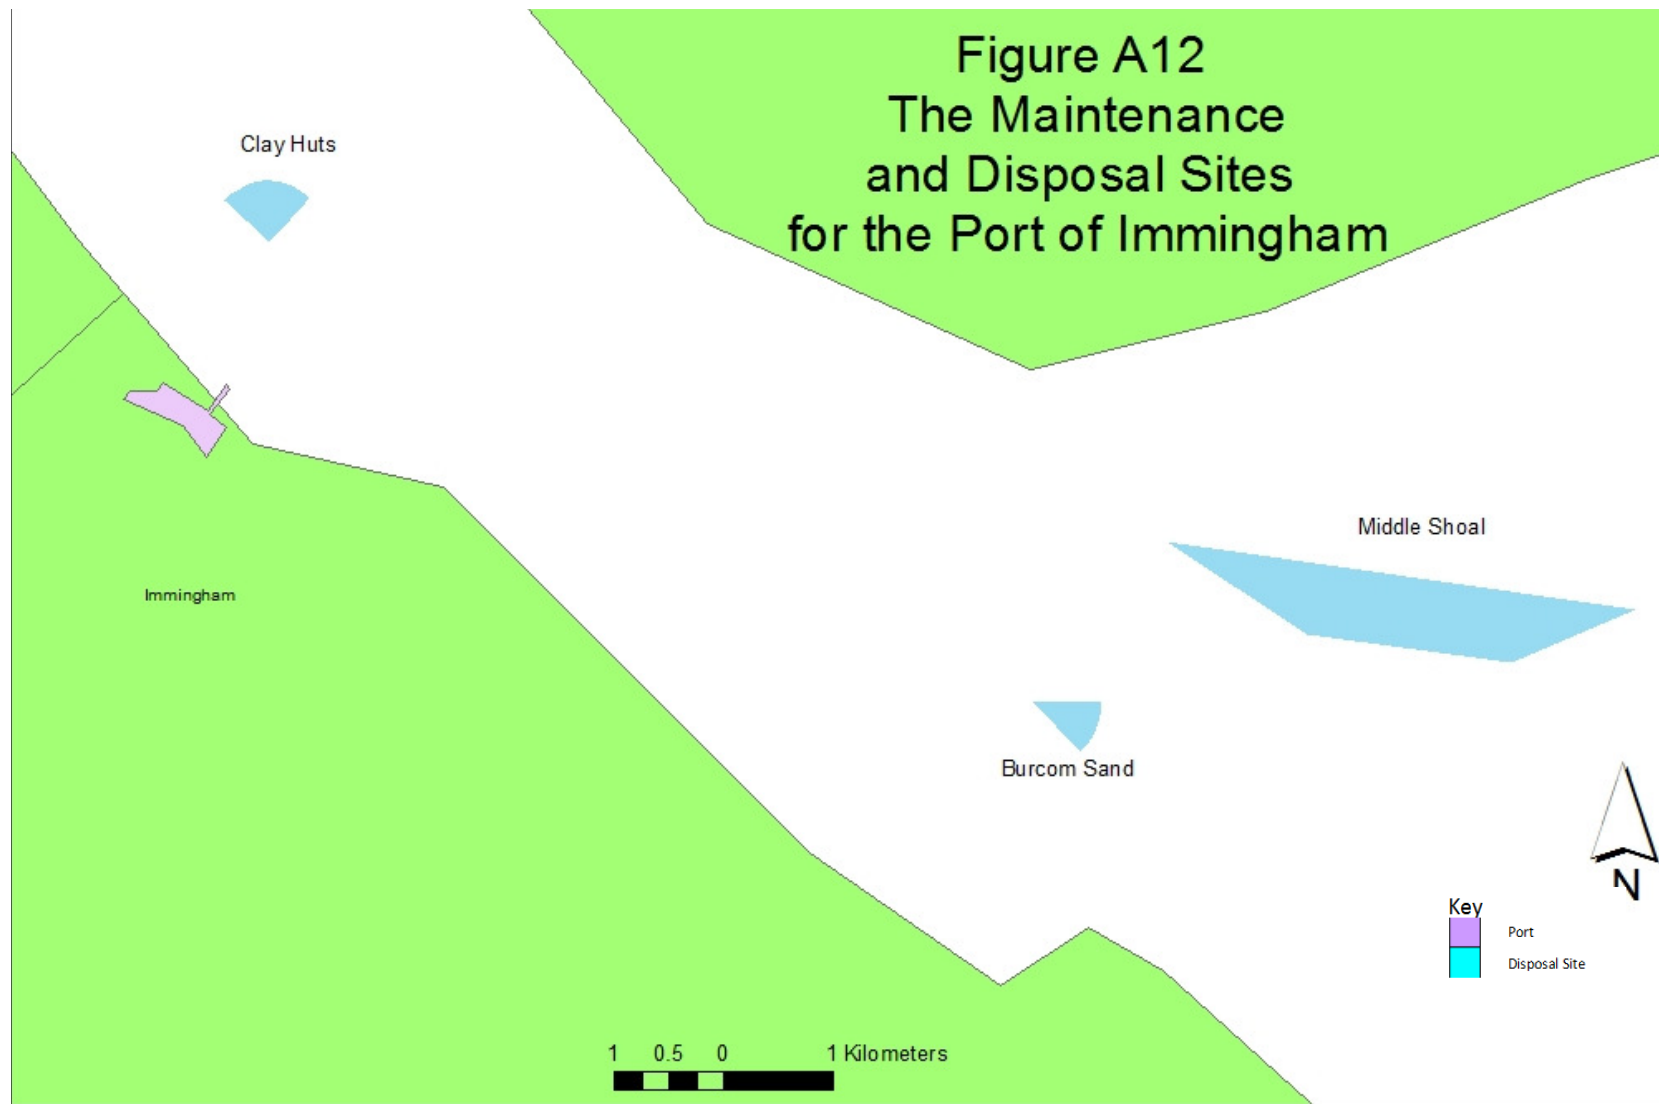 Figure A12
The Maintenance
and Disposal Sites
for the Port of Immingham
Clay Huts
Middle Shoal
Immingham
Burcom Sand
N
Key
Port
Disposal Site
1 0.5 0 1 Kilometers